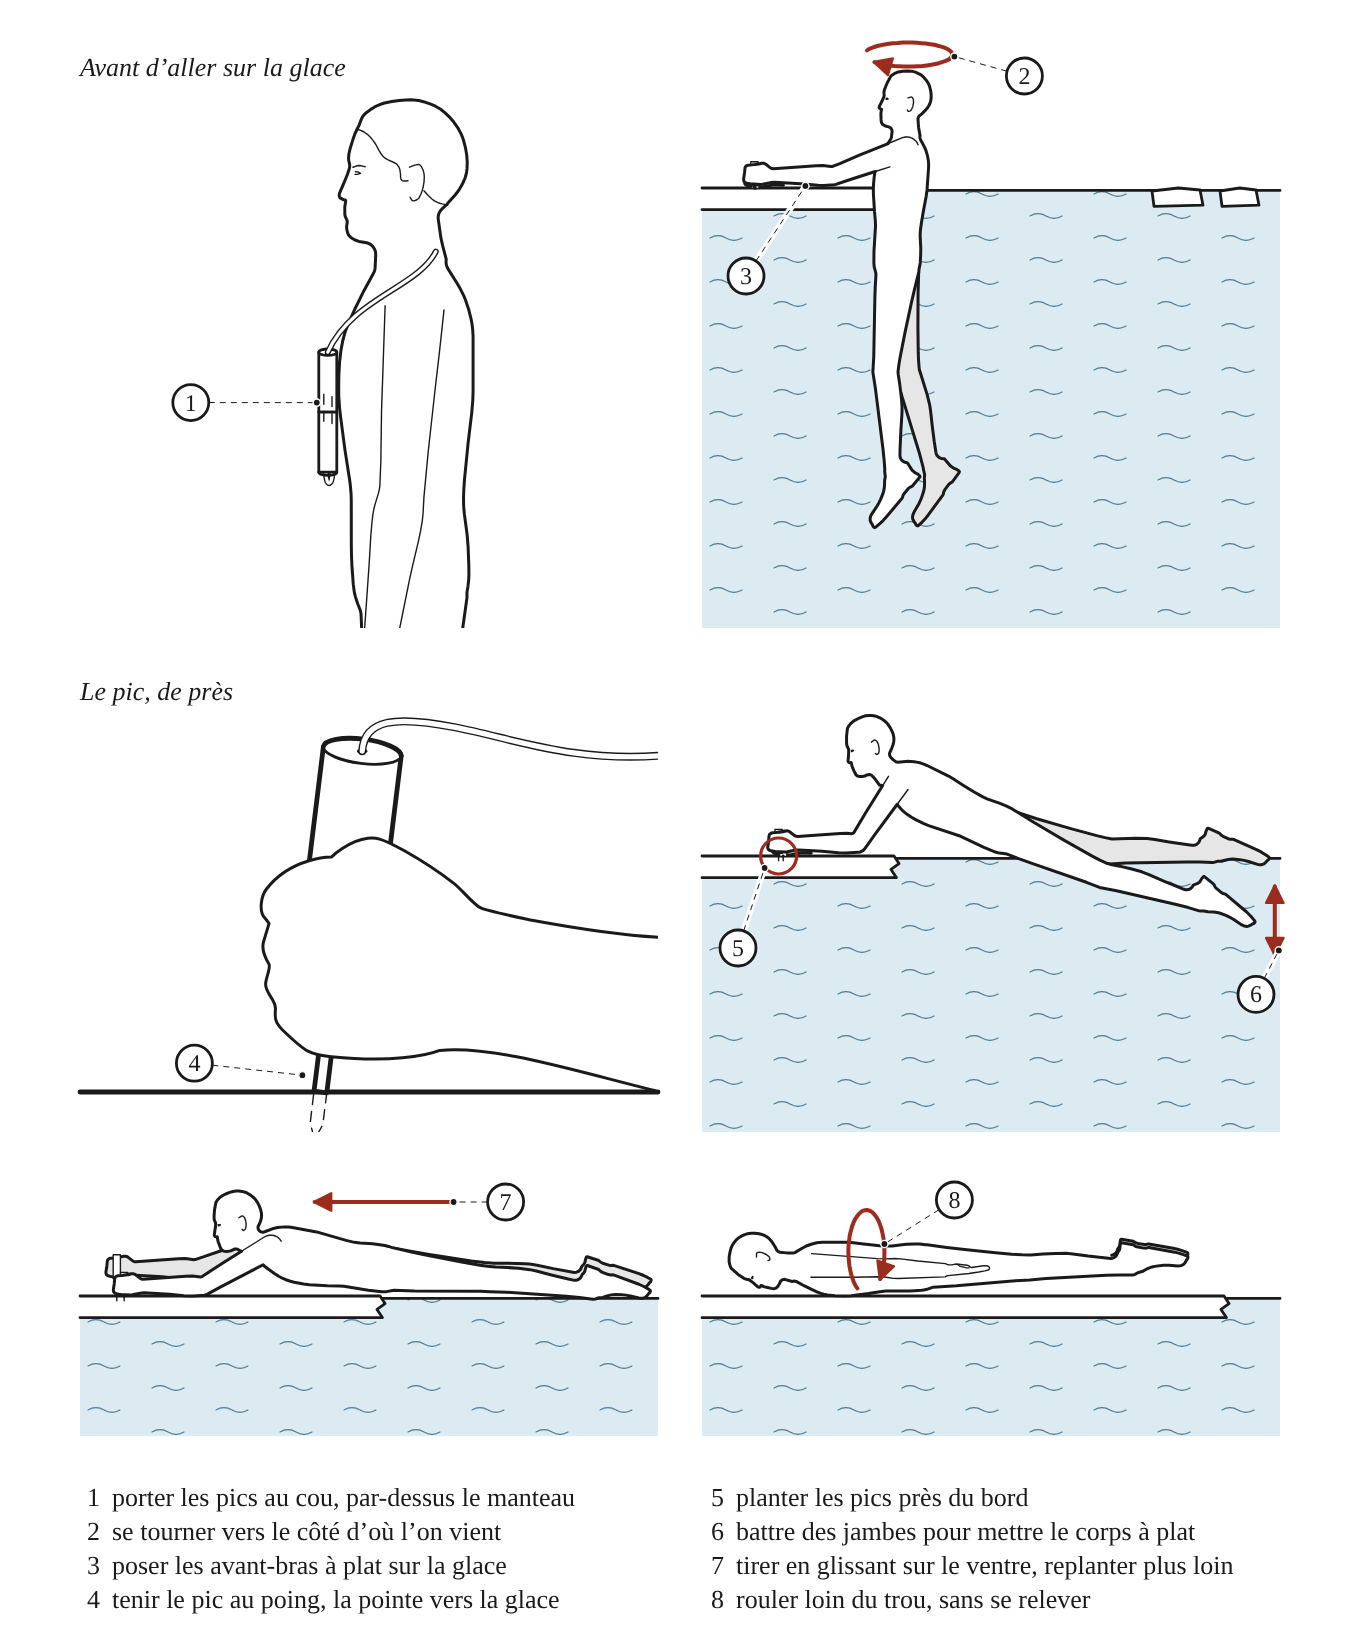 Avant d’aller sur la glace
2
3
1
Le pic, de près
4
5
6
7
8
1 porter les pics au cou, par-dessus le manteau
2 se tourner vers le côté d’où l’on vient
3 poser les avant-bras à plat sur la glace
4 tenir le pic au poing, la pointe vers la glace
5 planter les pics près du bord
6 battre des jambes pour mettre le corps à plat
7 tirer en glissant sur le ventre, replanter plus loin
8 rouler loin du trou, sans se relever